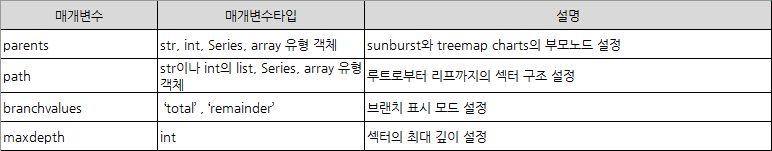 매개변수 매개변수타입 설명
parents str, int, Series, array 유형 객체 sunburst와 treemap charts의 부모노드 설정
path str이나 int의 list, Series, array 유형 객체 루트로부터 리프까지의 섹터 구조 설정
branchvalues ‘total’ , ‘remainder’ 브랜치 표시 모드 설정
maxdepth int 섹터의 최대 깊이 설정